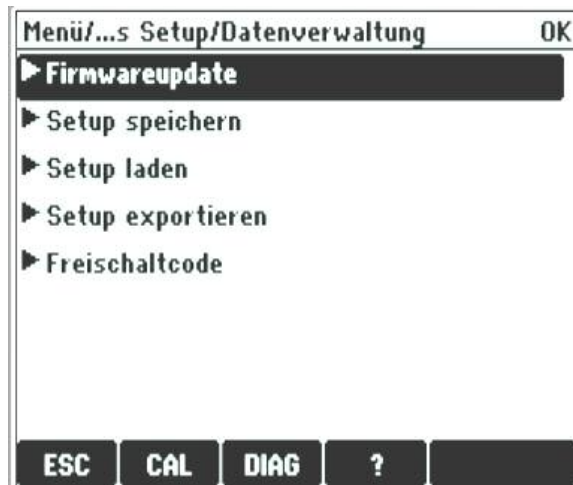 Menü/...s Setup/Datenverwaltung OK
Firmwareupdate
Setup speichern
Setup laden
Setup exportieren
Freischaltcode
ESC CAL DIAG ?